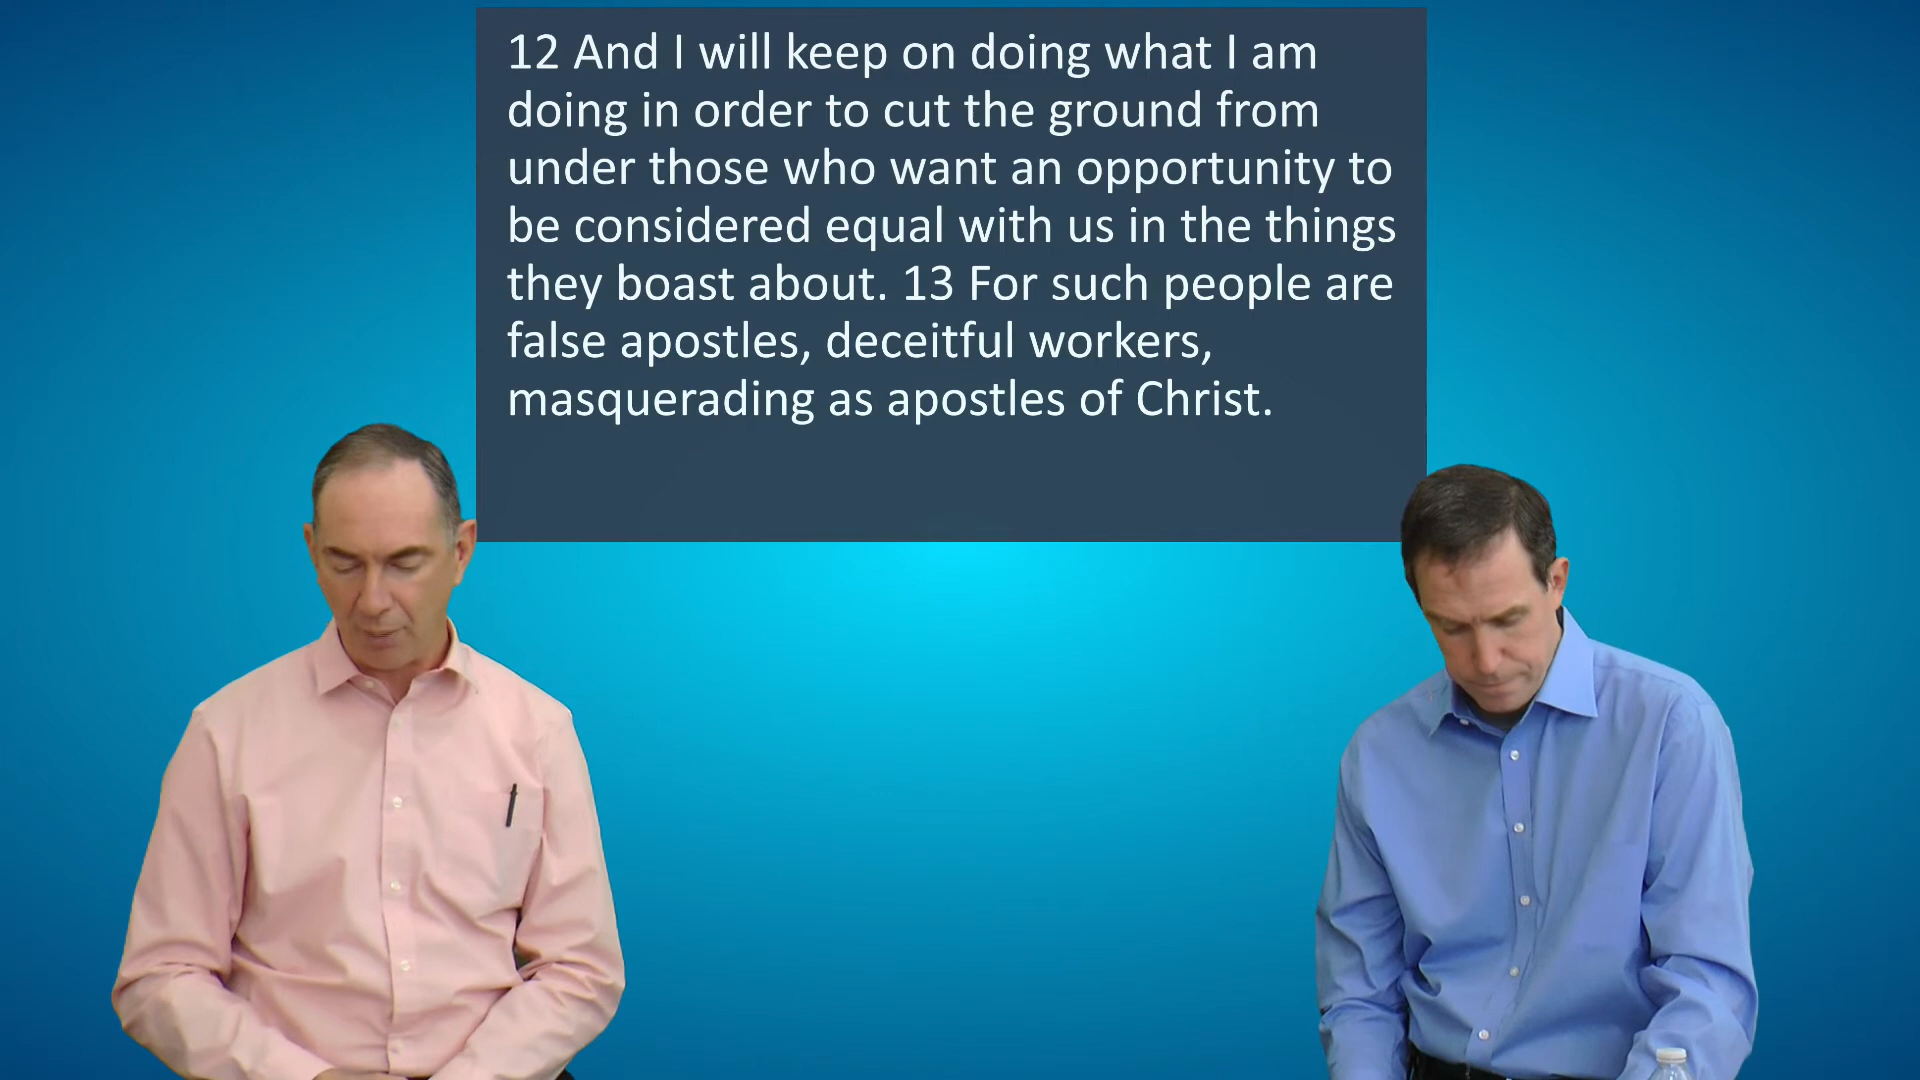 12 And I will keep on doing what I am
doing in order to cut the ground from
under those who want an opportunity to
be considered equal with us in the things
they boast about. 13 For such people are
false apostles, deceitful workers,
masquerading as apostles of Christ.